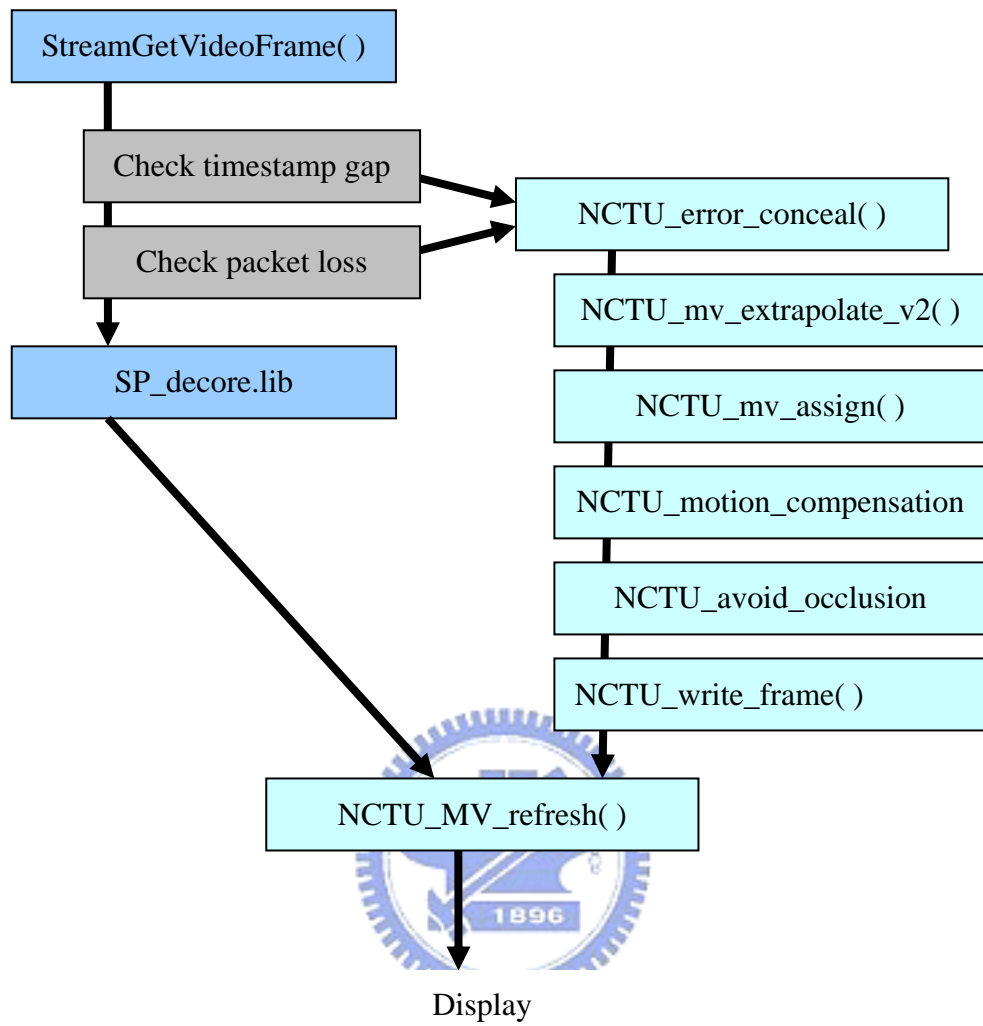 StreamGetVideoFrame( )
Check timestamp gap
NCTU_error_conceal( )
Check packet loss
NCTU_mv_extrapolate_v2( )
SP_decore.lib
NCTU_mv_assign( )
NCTU_motion_compensation
NCTU_avoid_occlusion
NCTU_write_frame( )
NCTU_MV_refresh( )
1896
Display